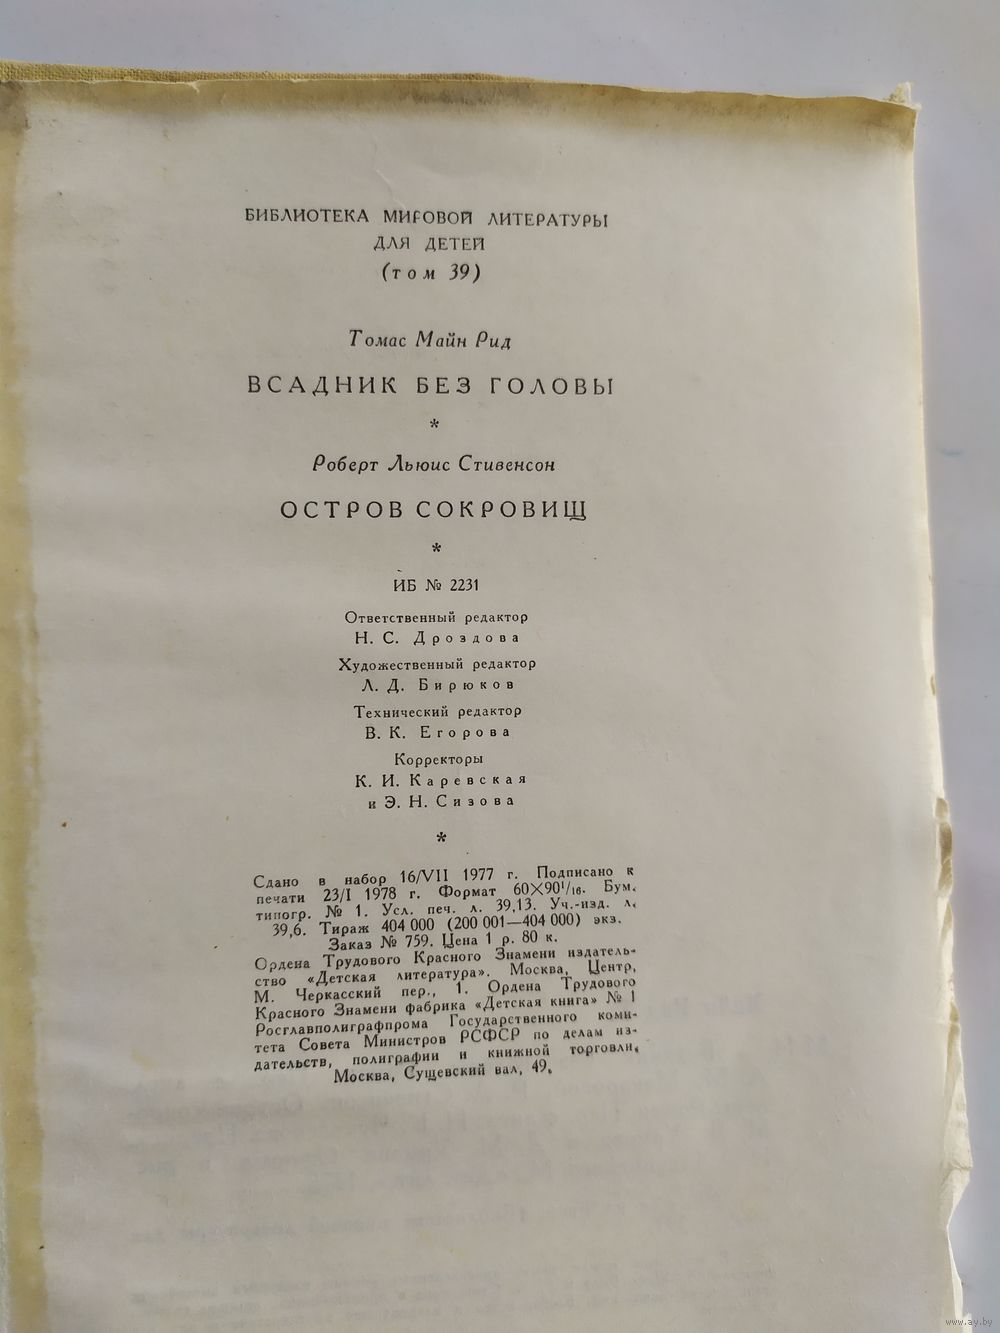 БИБЛИОТЕКА МИРОВОЙ ЛИТЕРАТУРЫ
ДЛЯ ДЕТЕЙ
(том 39)
Томас Майн Рид
ВСАДНИК БЕЗ ГОЛОВЫ
*
Роберт Льюис Стивенсон
ОСТРОВ СОКРОВИЩ
*
ИБ № 2231
Ответственный редактор
Н. С. Дроздова
Художественный редактор
Л. Д. Бирюков
Технический редактор
В. К. Егорова
Корректоры
К. И. Каревская
и Э. Н. Сизова
*
Сдано в набор 16/VII 1977 г. Подписано к
печати 23/I 1978 г. Формат 60×90¹/₁₆. Бум.
типогр. № 1. Усл. печ. л. 39,13. Уч.-изд. л.
39,6. Тираж 404 000 (200 001—404 000) экз.
Заказ № 759. Цена 1 р. 80 к.
Ордена Трудового Красного Знамени издатель-
ство «Детская литература». Москва, Центр,
М. Черкасский пер., 1. Ордена Трудового
Красного Знамени фабрика «Детская книга» № 1
Росглавполиграфпрома Государственного коми-
тета Совета Министров РСФСР по делам из-
дательств, полиграфии и книжной торговли.
Москва, Сущевский вал, 49.
www.ay.by